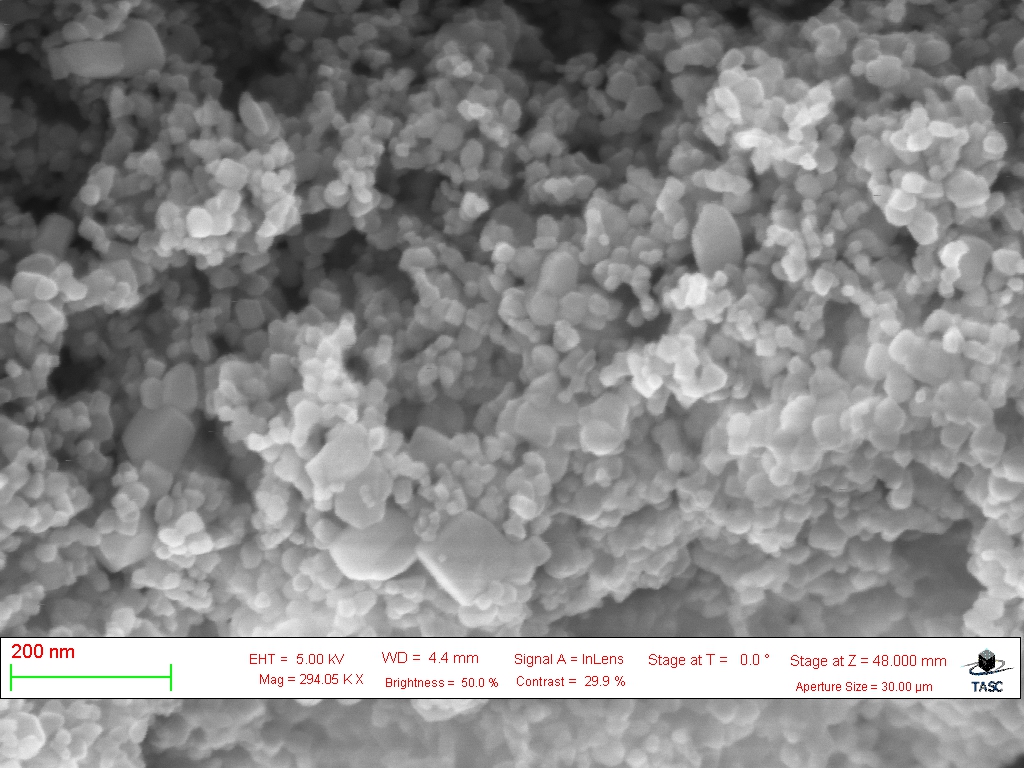 200 nm
EHT = 5.00 kV WD = 4.4 mm Signal A = InLens Stage at T = 0.0 ° Stage at Z = 48.000 mm
Mag = 294.05 K X Brightness = 50.0 % Contrast = 29.9 % Aperture Size = 30.00 µm
TASC